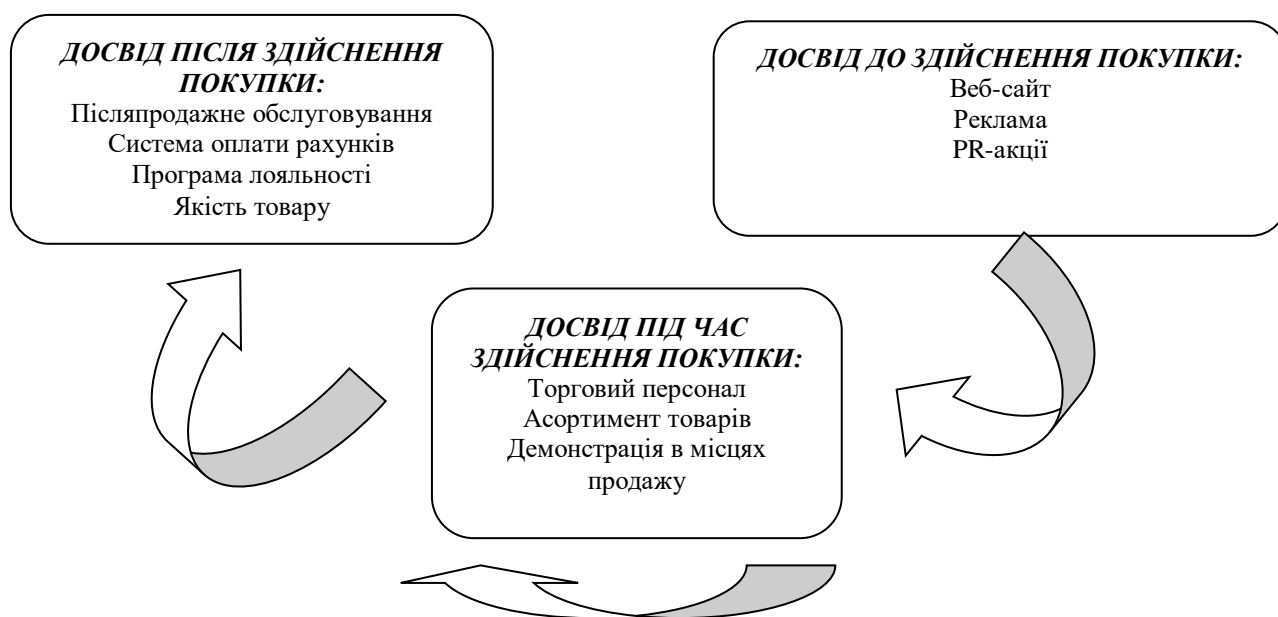 ДОСВІД ПІСЛЯ ЗДІЙСНЕННЯ
ПОКУПКИ:
Післяпродажне обслуговування
Система оплати рахунків
Програма лояльності
Якість товару
ДОСВІД ДО ЗДІЙСНЕННЯ ПОКУПКИ:
Веб-сайт
Реклама
PR-акції
ДОСВІД ПІД ЧАС
ЗДІЙСНЕННЯ ПОКУПКИ:
Торговий персонал
Асортимент товарів
Демонстрація в місцях
продажу